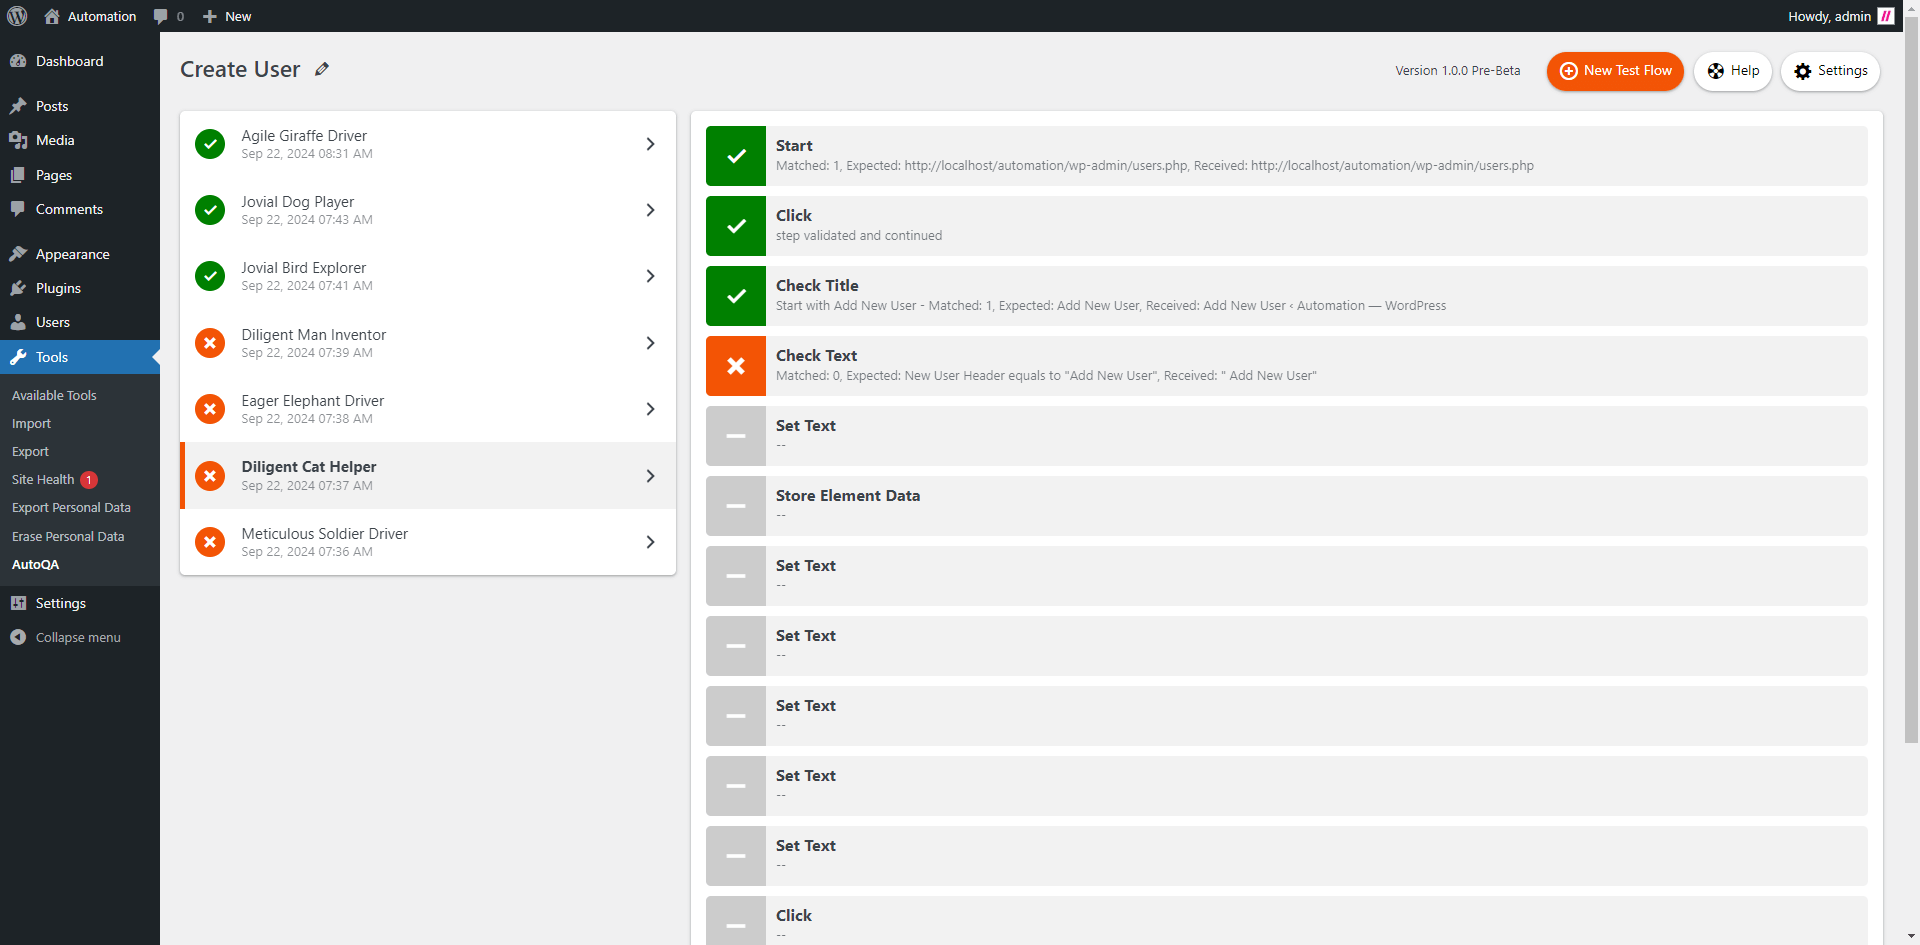 Automation
0
New
Howdy, admin
Dashboard
Posts
Media
Pages
Comments
Appearance
Plugins
Users
Tools
Available Tools
Import
Export
Site Health 1
Export Personal Data
Erase Personal Data
AutoQA
Settings
Collapse menu
Create User
Version 1.0.0 Pre-Beta
New Test Flow
Help
Settings
Agile Giraffe Driver
Sep 22, 2024 08:31 AM
Jovial Dog Player
Sep 22, 2024 07:43 AM
Jovial Bird Explorer
Sep 22, 2024 07:41 AM
Diligent Man Inventor
Sep 22, 2024 07:39 AM
Eager Elephant Driver
Sep 22, 2024 07:38 AM
Diligent Cat Helper
Sep 22, 2024 07:37 AM
Meticulous Soldier Driver
Sep 22, 2024 07:36 AM
Start
Matched: 1, Expected: http://localhost/automation/wp-admin/users.php, Received: http://localhost/automation/wp-admin/users.php
Click
step validated and continued
Check Title
Start with Add New User - Matched: 1, Expected: Add New User, Received: Add New User ‹ Automation — WordPress
Check Text
Matched: 0, Expected: New User Header equals to "Add New User", Received: " Add New User"
Set Text
--
Store Element Data
--
Set Text
--
Set Text
--
Set Text
--
Set Text
--
Set Text
--
Click
--